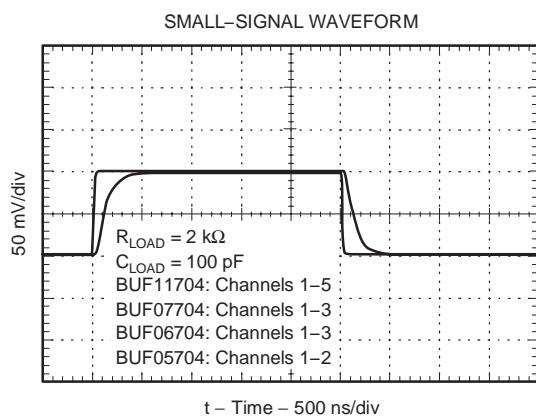 SMALL–SIGNAL WAVEFORM
50 mV/div
R_LOAD = 2 kΩ
C_LOAD = 100 pF
BUF11704: Channels 1–5
BUF07704: Channels 1–3
BUF06704: Channels 1–3
BUF05704: Channels 1–2
t – Time – 500 ns/div